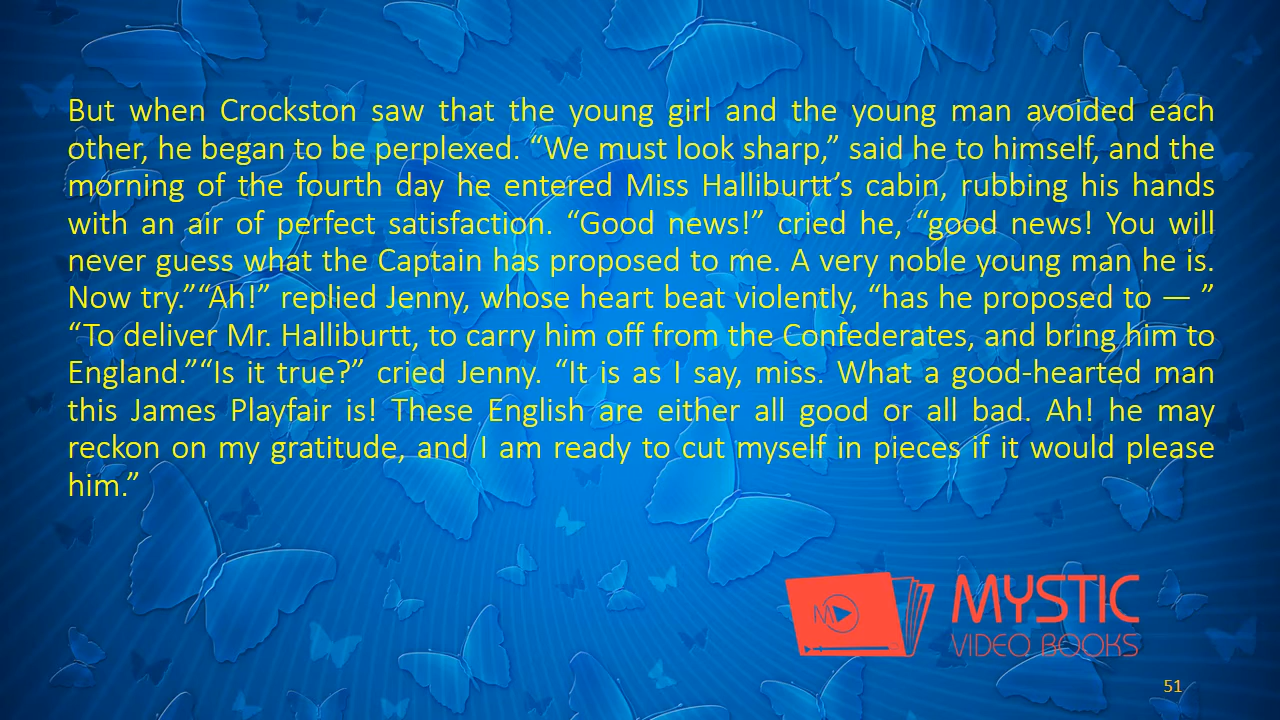 But when Crockston saw that the young girl and the young man avoided each
other, he began to be perplexed. “We must look sharp,” said he to himself, and the
morning of the fourth day he entered Miss Halliburtt’s cabin, rubbing his hands
with an air of perfect satisfaction. “Good news!” cried he, “good news! You will
never guess what the Captain has proposed to me. A very noble young man he is.
Now try.”“Ah!” replied Jenny, whose heart beat violently, “has he proposed to — ”
“To deliver Mr. Halliburtt, to carry him off from the Confederates, and bring him to
England.”“Is it true?” cried Jenny. “It is as I say, miss. What a good-hearted man
this James Playfair is! These English are either all good or all bad. Ah! he may
reckon on my gratitude, and I am ready to cut myself in pieces if it would please
him.”
MYSTIC
VIDEO BOOKS
51